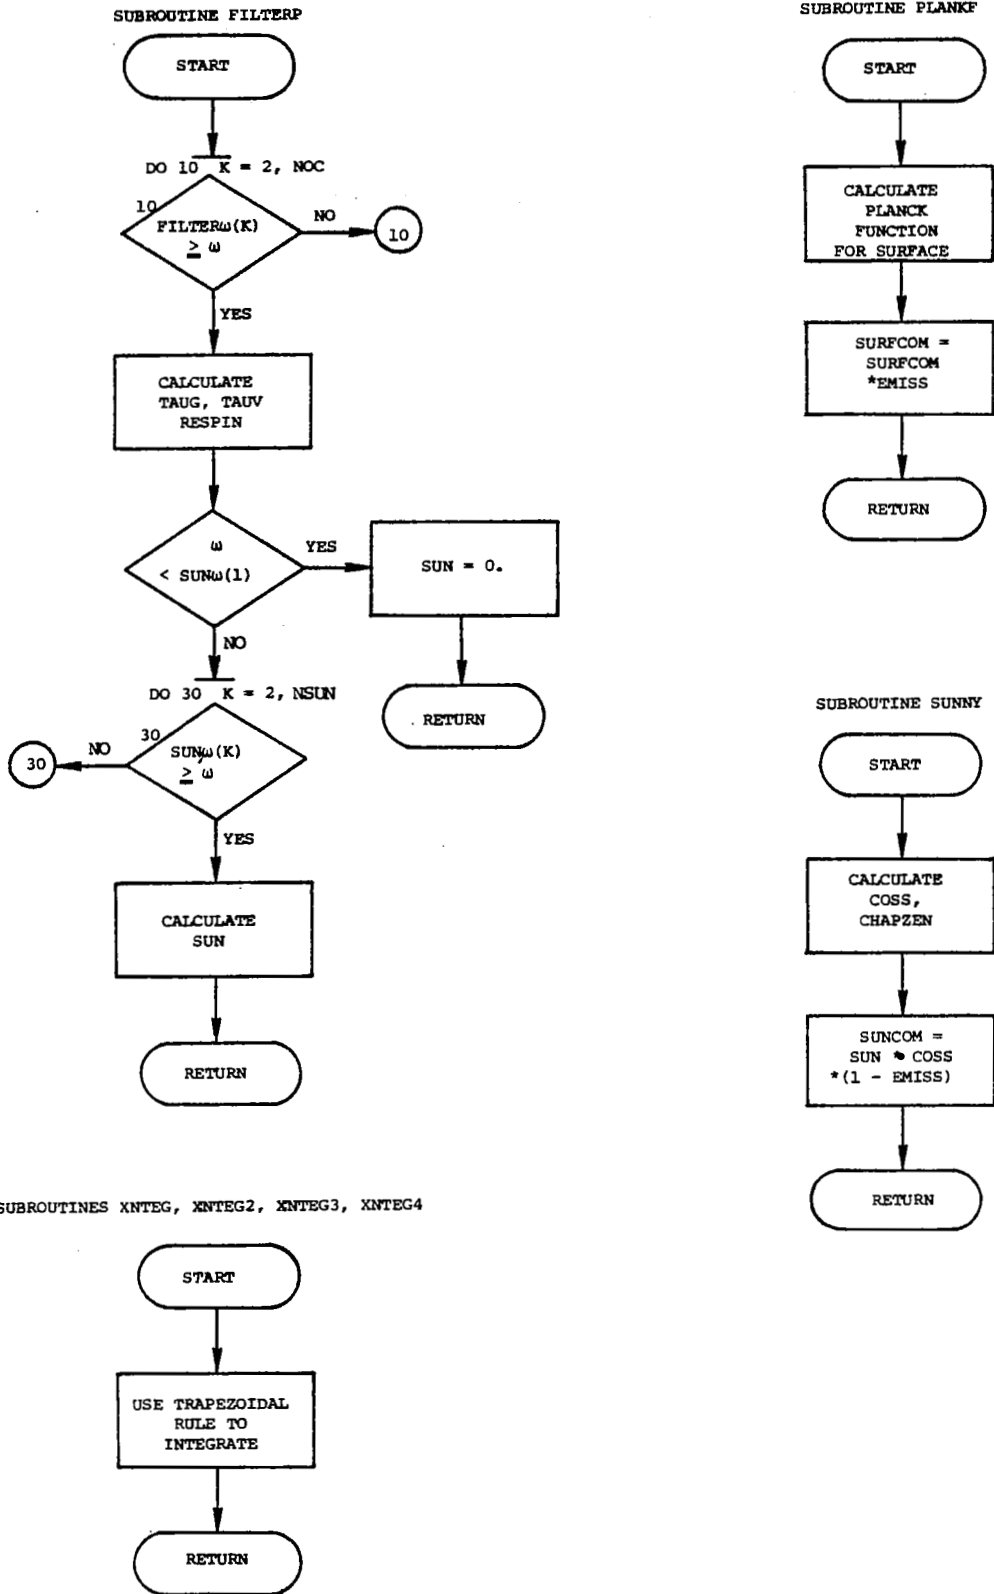 SUBROUTINE FILTERP
START
DO 10 K = 2, NOC
10
FILTERω(K)
≥ ω
NO
10
YES
CALCULATE
TAUG, TAUV
RESPIN
ω
< SUNω(1)
YES
SUN = 0.
RETURN
NO
DO 30 K = 2, NSUN
30
SUNω(K)
≥ ω
NO
30
YES
CALCULATE
SUN
RETURN
SUBROUTINES XNTEG, XNTEG2, XNTEG3, XNTEG4
START
USE TRAPEZOIDAL
RULE TO
INTEGRATE
RETURN
SUBROUTINE PLANKF
START
CALCULATE
PLANCK
FUNCTION
FOR SURFACE
SURFCOM =
SURFCOM
*EMISS
RETURN
SUBROUTINE SUNNY
START
CALCULATE
COSS,
CHAPZEN
SUNCOM =
SUN * COSS
*(1 - EMISS)
RETURN